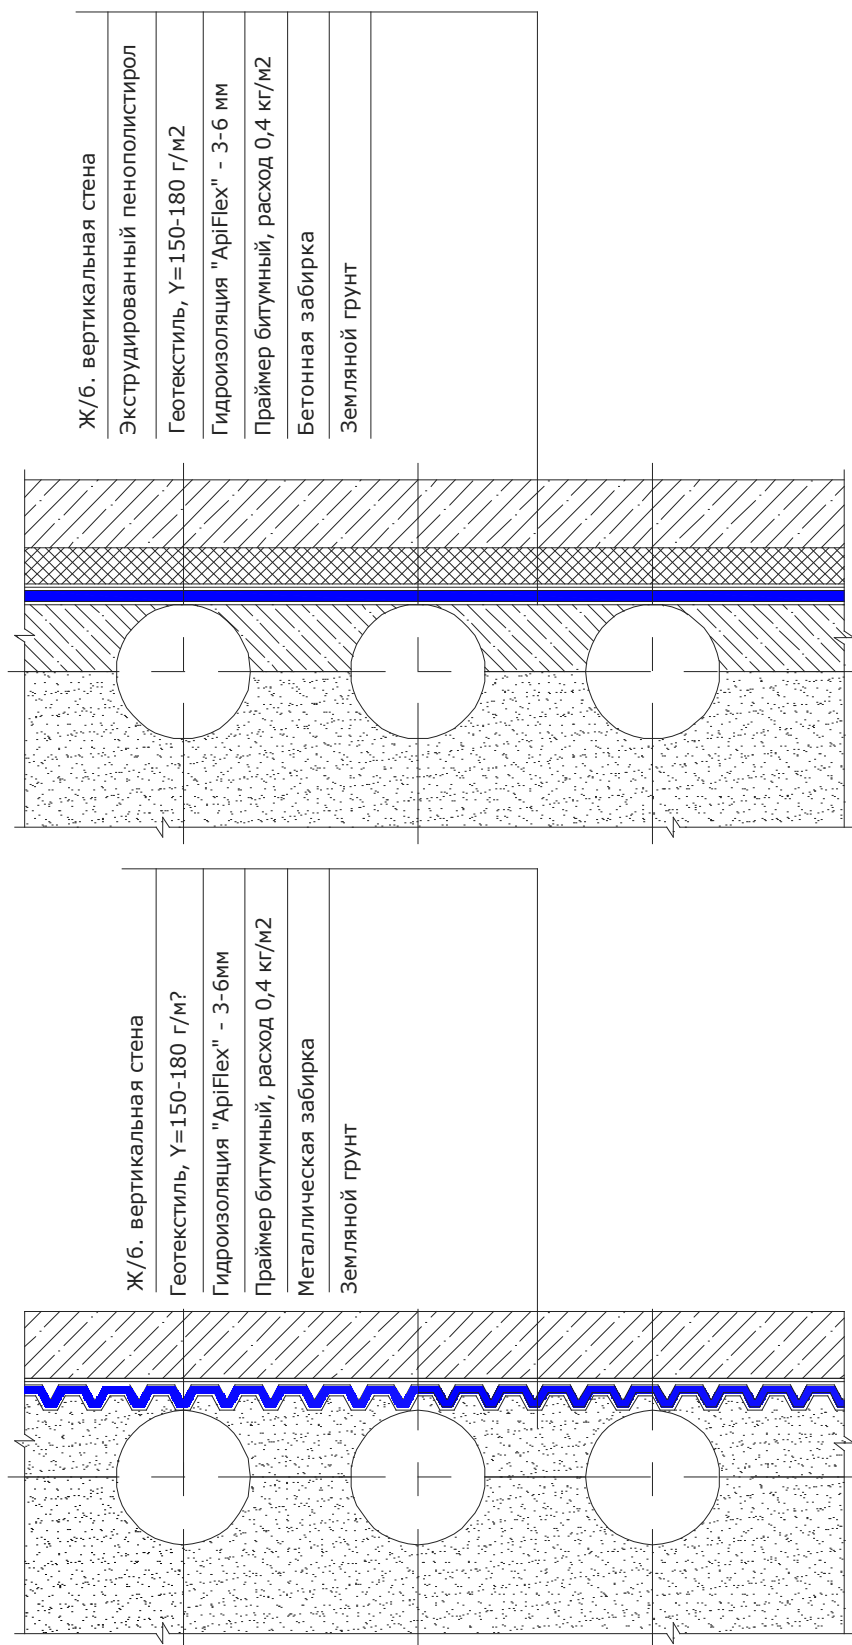 Ж/б. вертикальная стена
Экструдированный пенополистирол
Геотекстиль, Y=150-180 г/м2
Гидроизоляция "ApiFlex" - 3-6 мм
Праймер битумный, расход 0,4 кг/м2
Бетонная забирка
Земляной грунт
Ж/б. вертикальная стена
Геотекстиль, Y=150-180 г/м?
Гидроизоляция "ApiFlex" - 3-6мм
Праймер битумный, расход 0,4 кг/м2
Металлическая забирка
Земляной грунт